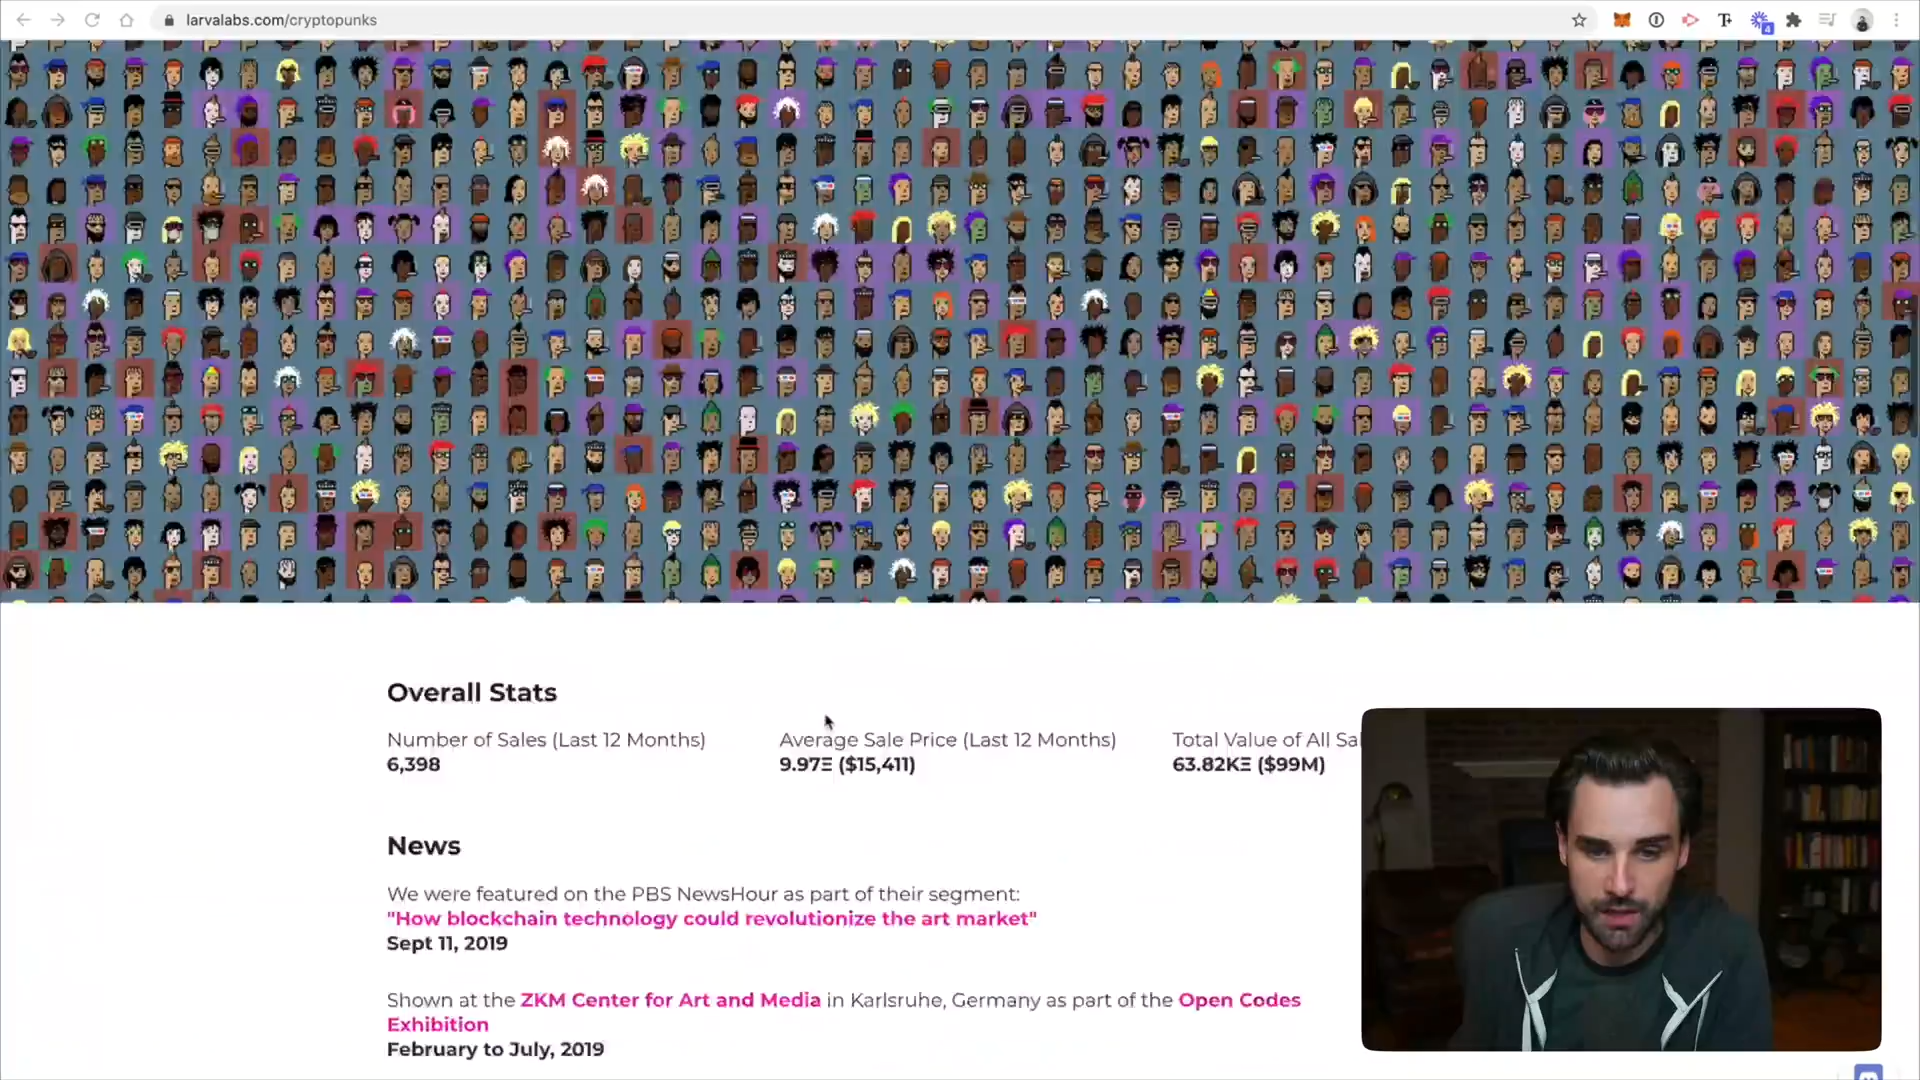 larvalabs.com/cryptopunks
4
Overall Stats
Number of Sales (Last 12 Months)
6,398
Average Sale Price (Last 12 Months)
9.97Ξ ($15,411)
Total Value of All Sal
63.82KΞ ($99M)
News
We were featured on the PBS NewsHour as part of their segment:
"How blockchain technology could revolutionize the art market"
Sept 11, 2019
Shown at the ZKM Center for Art and Media in Karlsruhe, Germany as part of the Open Codes
Exhibition
February to July, 2019